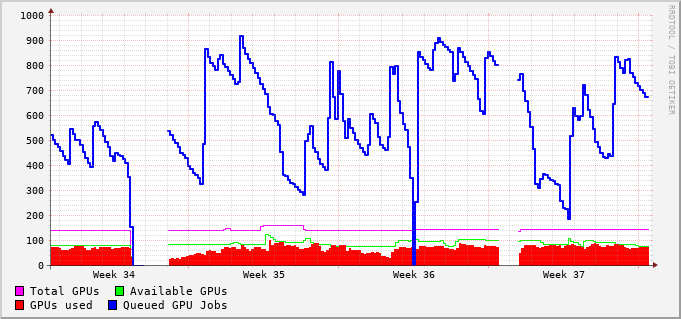 1000
900
800
700
600
500
400
300
200
100
0
Week 34 Week 35 Week 36 Week 37
Total GPUs Available GPUs
GPUs used Queued GPU Jobs
RRDTOOL / TOBI OETIKER